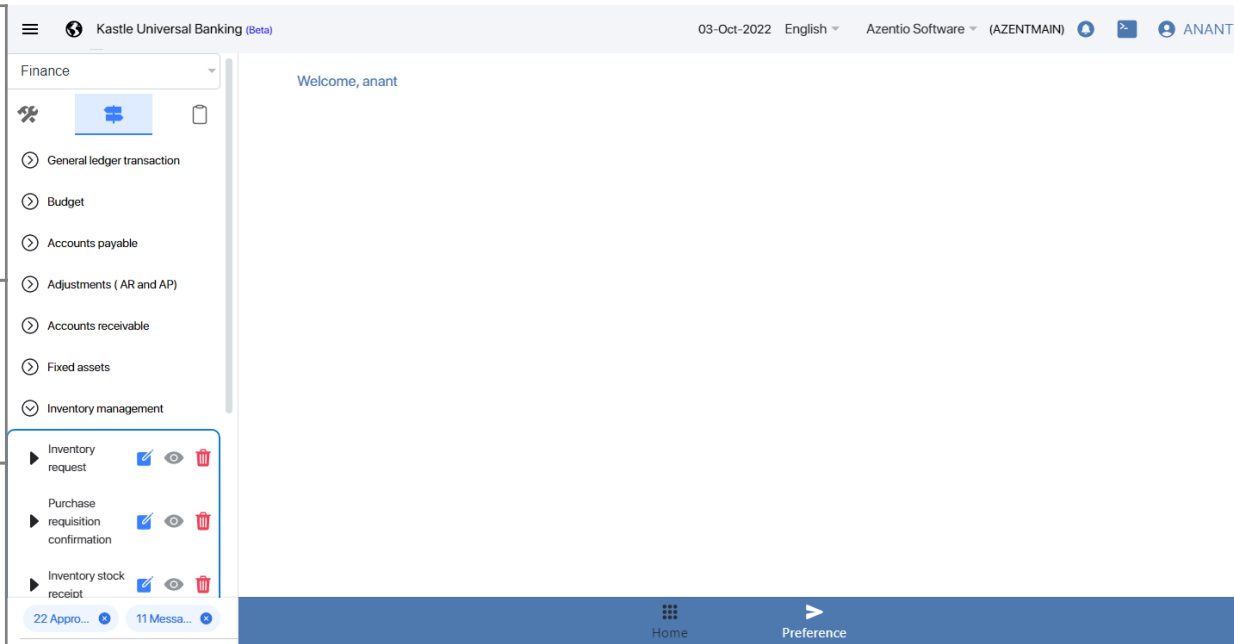 Kastle Universal Banking (Beta)
03-Oct-2022 English Azentio Software (AZENTMAIN) ANANT
Finance
Welcome, anant
General ledger transaction
Budget
Accounts payable
Adjustments ( AR and AP)
Accounts receivable
Fixed assets
Inventory management
Inventory
request
Purchase
requisition
confirmation
Inventory stock
receipt
22 Appro...
11 Messa...
Home
Preference